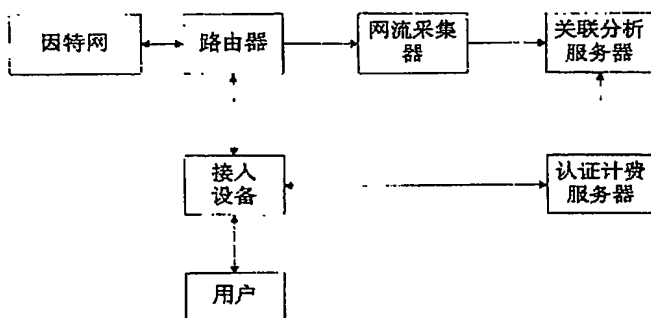 因特网
路由器
网流采集
器
关联分析
服务器
接入
设备
认证计费
服务器
用户